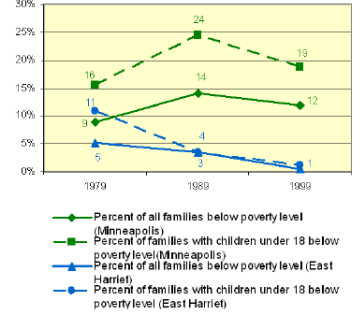 30%
24
25%
19
20%
16
14
15%
12
11
10%
9
4
5%
5
3
1
0%
1979 1989 1999
Percent of all families below poverty level
(Minneapolis)
Percent of families with children under 18 below
poverty level(Minneapolis)
Percent of all families below poverty level (East
Harriet)
Percent of families with children under 18 below
poverty level (East Harriet)